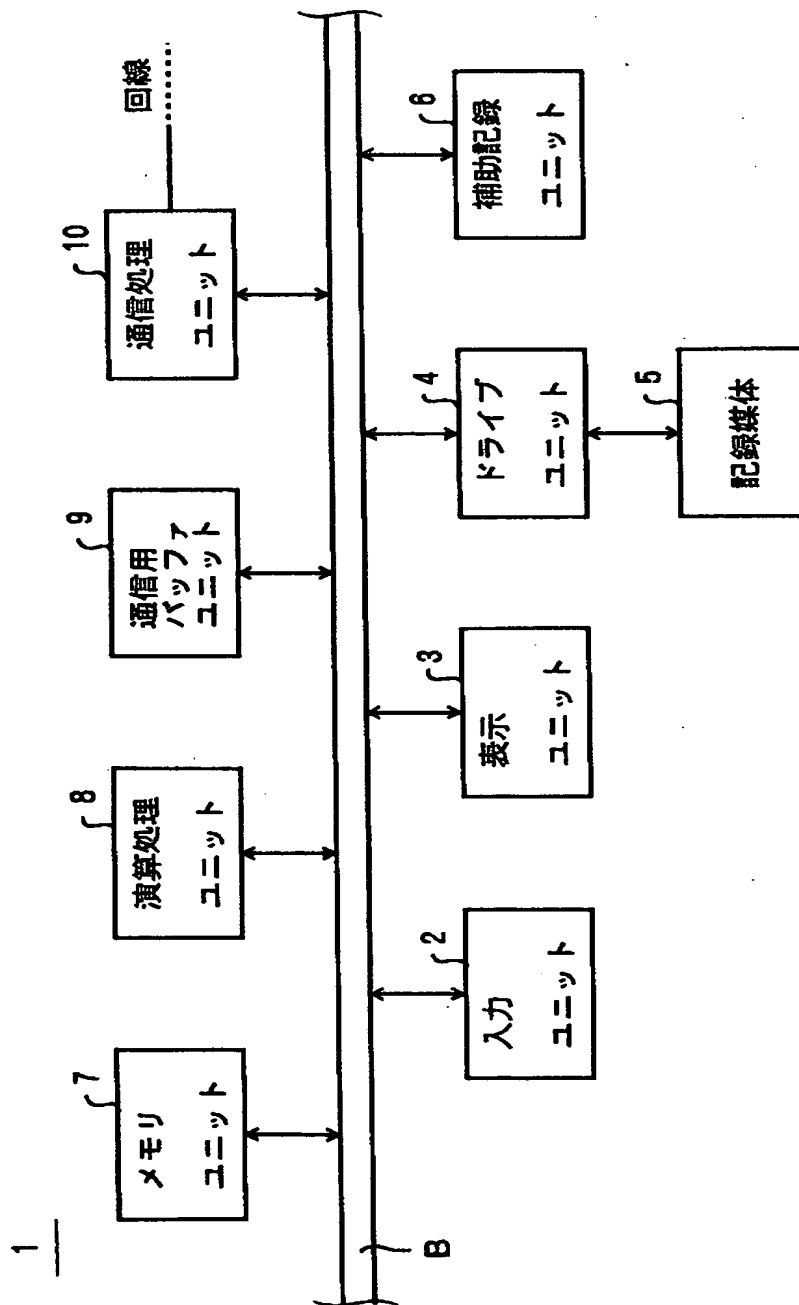 1
7
メモリ
ユニット
8
演算処理
ユニット
9
通信用
バッファ
ユニット
10
通信処理
ユニット
回線
B
2
入力
ユニット
3
表示
ユニット
4
ドライブ
ユニット
5
記録媒体
6
補助記録
ユニット